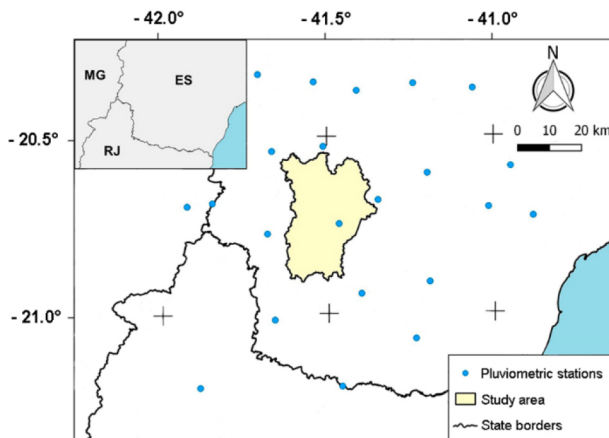 - 42.0° - 41.5° - 41.0°
MG
ES
RJ
N
0 10 20 km
- 20.5°
- 21.0°
Pluviometric stations
Study area
State borders